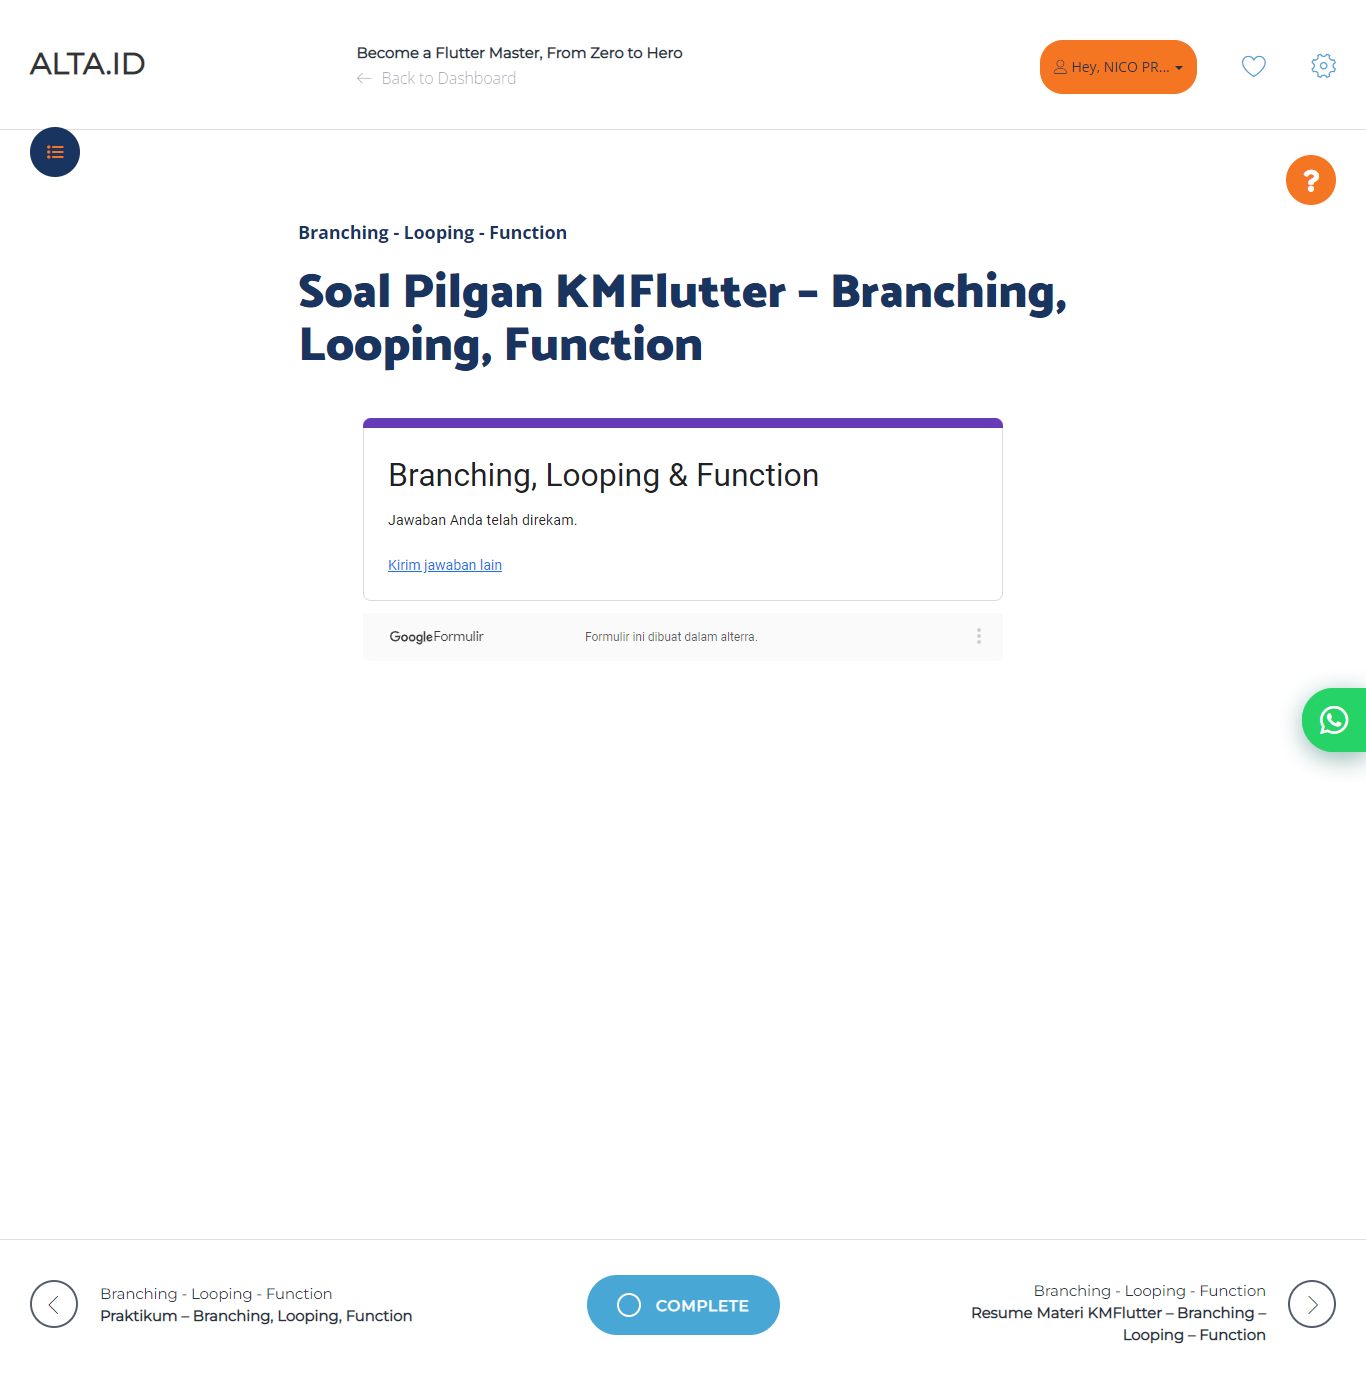 ALTA.ID
Become a Flutter Master, From Zero to Hero
Back to Dashboard
Hey, NICO PR...
?
Branching - Looping - Function
Soal Pilgan KMFlutter – Branching,
Looping, Function
Branching, Looping & Function
Jawaban Anda telah direkam.
Kirim jawaban lain
Google Formulir
Formulir ini dibuat dalam alterra.
Branching - Looping - Function
Praktikum – Branching, Looping, Function
COMPLETE
Branching - Looping - Function
Resume Materi KMFlutter – Branching –
Looping – Function